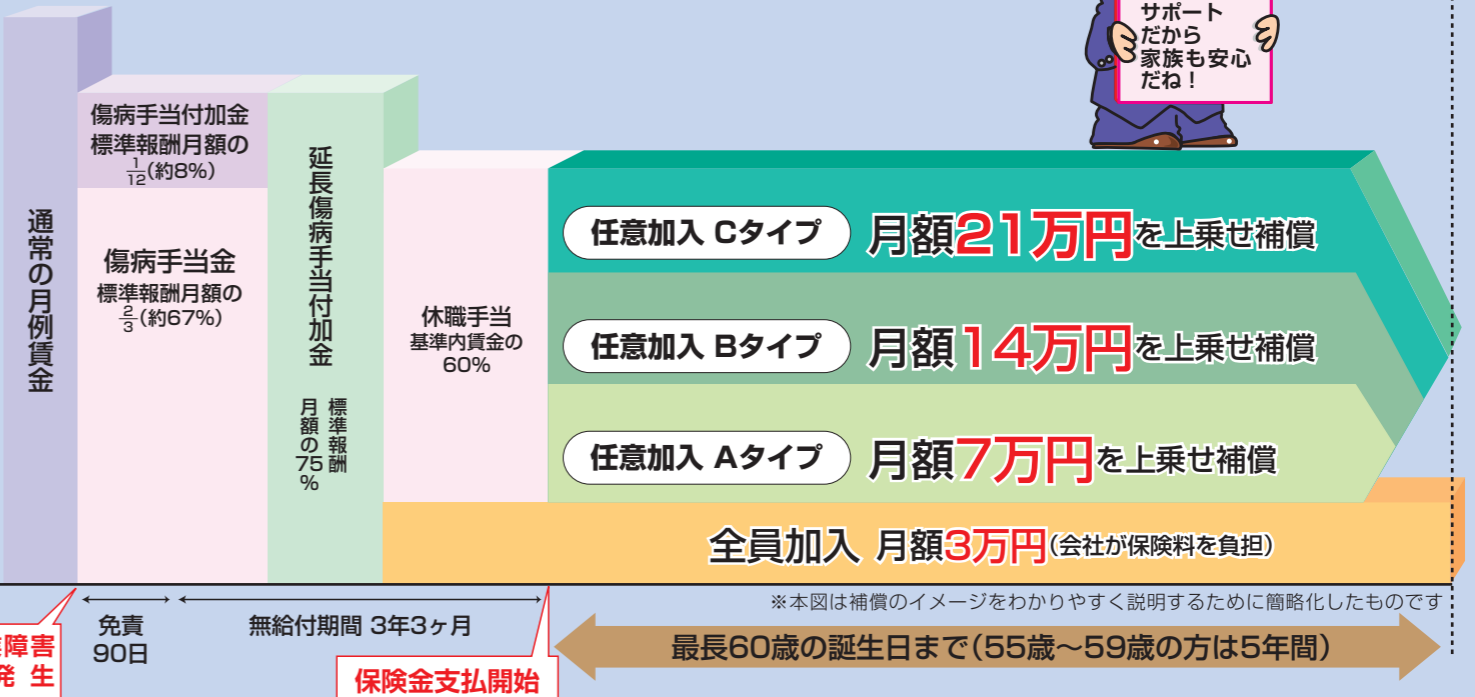 サポート
だから
家族も安心
だね！
通常の月例賃金
傷病手当付加金
標準報酬月額の
1/12(約8%)
傷病手当金
標準報酬月額の
2/3(約67%)
延長傷病手当付加金
標準報酬
月額の75%
休職手当
基準内賃金の
60%
任意加入 Cタイプ 月額21万円を上乗せ補償
任意加入 Bタイプ 月額14万円を上乗せ補償
任意加入 Aタイプ 月額7万円を上乗せ補償
全員加入 月額3万円(会社が保険料を負担)
※本図は補償のイメージをわかりやすく説明するために簡略化したものです
免責
90日
無給付期間 3年3ヶ月
最長60歳の誕生日まで(55歳～59歳の方は5年間)
障害
発 生
保険金支払開始